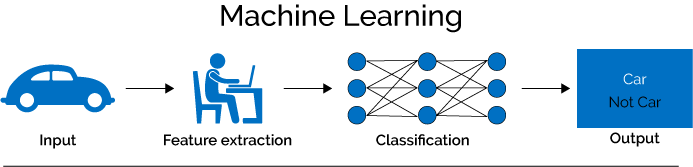 Machine Learning
Car
Not Car
Input
Feature extraction
Classification
Output